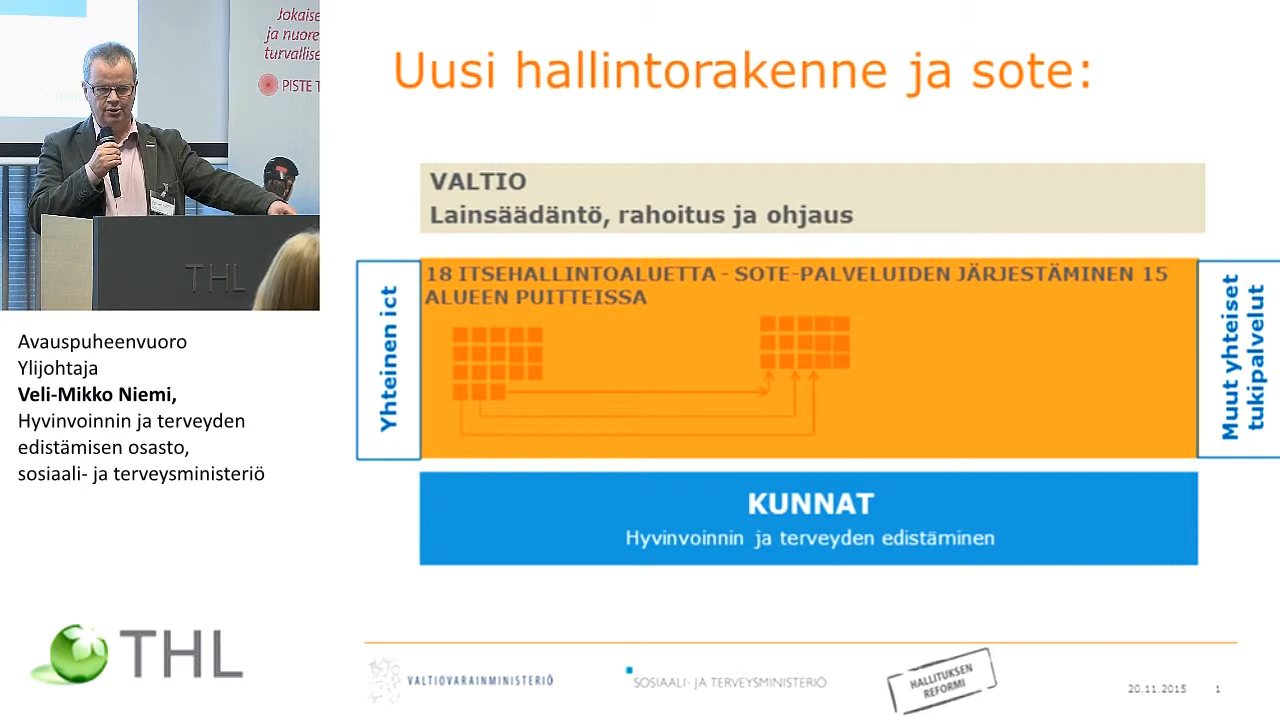 Jokaise
ja nuore
turvallise
PISTE T
THL
Avauspuheenvuoro
Ylijohtaja
Veli-Mikko Niemi,
Hyvinvoinnin ja terveyden
edistämisen osasto,
sosiaali- ja terveysministeriö
THL
Uusi hallintorakenne ja sote:
VALTIO
Lainsäädäntö, rahoitus ja ohjaus
Yhteinen ict
18 ITSEHALLINTOALUETTA - SOTE-PALVELUIDEN JÄRJESTÄMINEN 15
ALUEEN PUITTEISSA
Muut yhteiset
tukipalvelut
KUNNAT
Hyvinvoinnin ja terveyden edistäminen
VALTIOVARAINMINISTERIÖ
SOSIAALI- JA TERVEYSMINISTERIÖ
HALLITUKSEN
REFORMI
20.11.2015 1